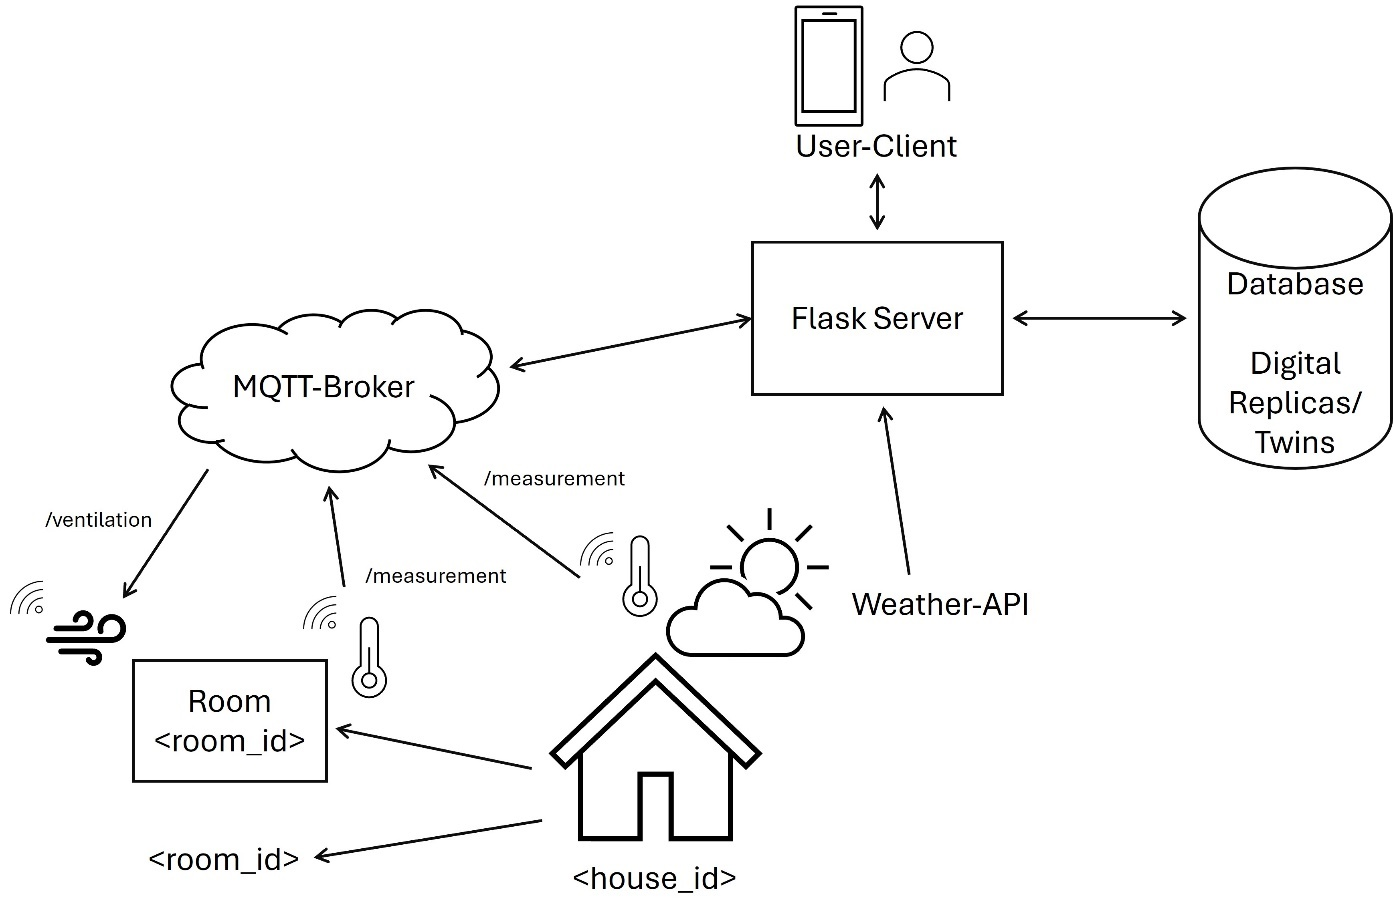 User-Client
Flask Server
Database
Digital
Replicas/
Twins
MQTT-Broker
/measurement
/ventilation
/measurement
Weather-API
Room
<room_id>
<room_id>
<house_id>